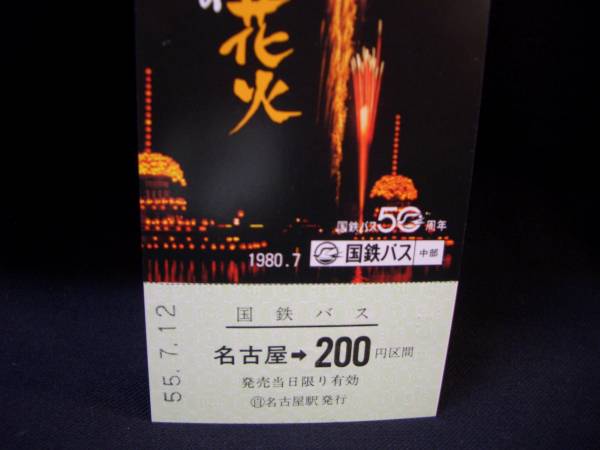 花火
国鉄バス50周年
1980.7 国鉄バス 中部
55.7.12
国鉄バス
名古屋➡200円区間
発売当日限り有効
㊐名古屋駅発行